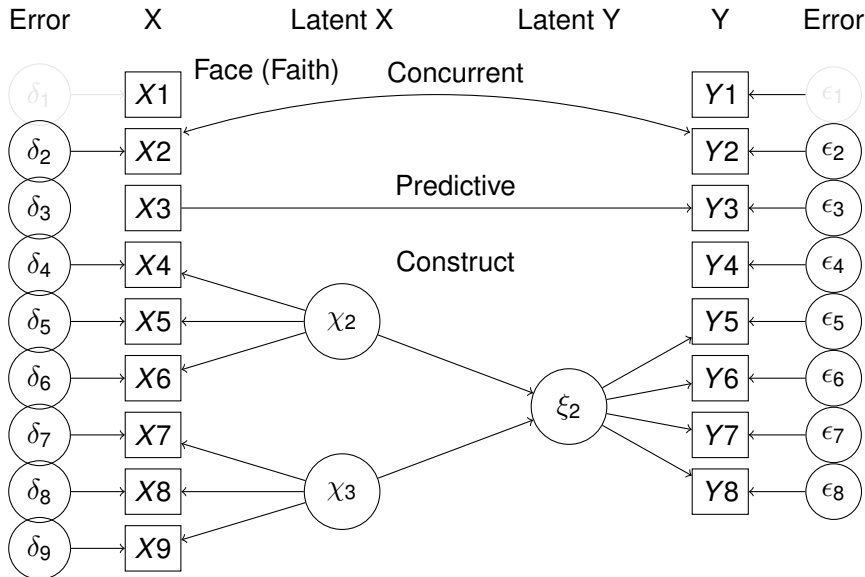 Error X Latent X Latent Y Y Error
Face (Faith) Concurrent
δ1 X1 Y1 ϵ1
δ2 X2 Y2 ϵ2
Predictive
δ3 X3 Y3 ϵ3
δ4 X4 Construct Y4 ϵ4
δ5 X5 χ2 Y5 ϵ5
δ6 X6 Y6 ϵ6
ξ2
δ7 X7 Y7 ϵ7
δ8 X8 χ3 Y8 ϵ8
δ9 X9